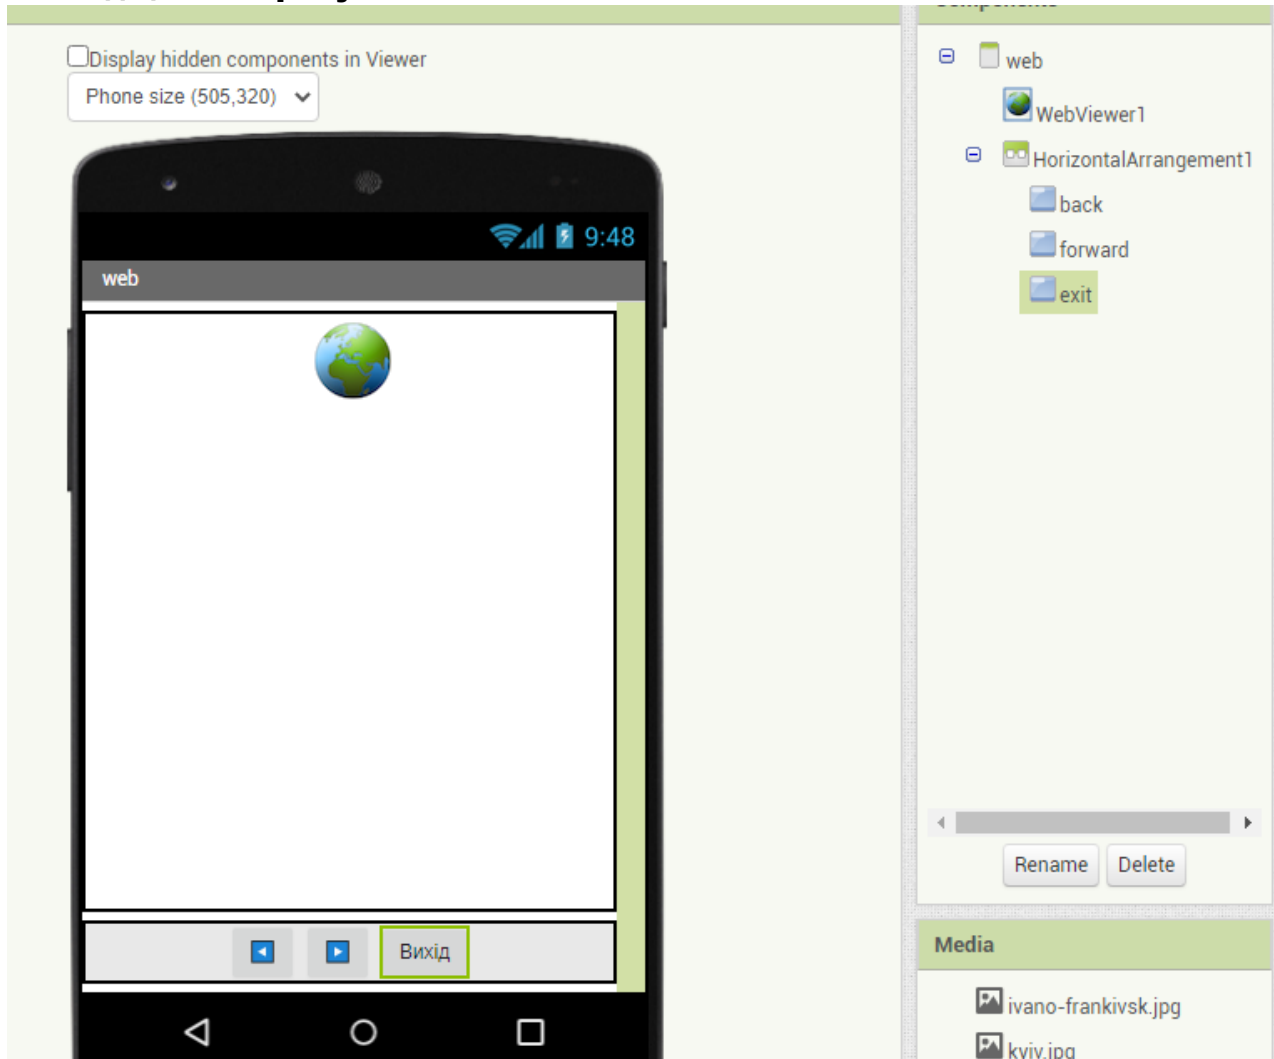 Components
Display hidden components in Viewer
web
Phone size (505,320)
WebViewer1
HorizontalArrangement1
back
forward
9:48
web
exit
Rename Delete
Вихід
Media
ivano-frankivsk.jpg
kyiv.jpg